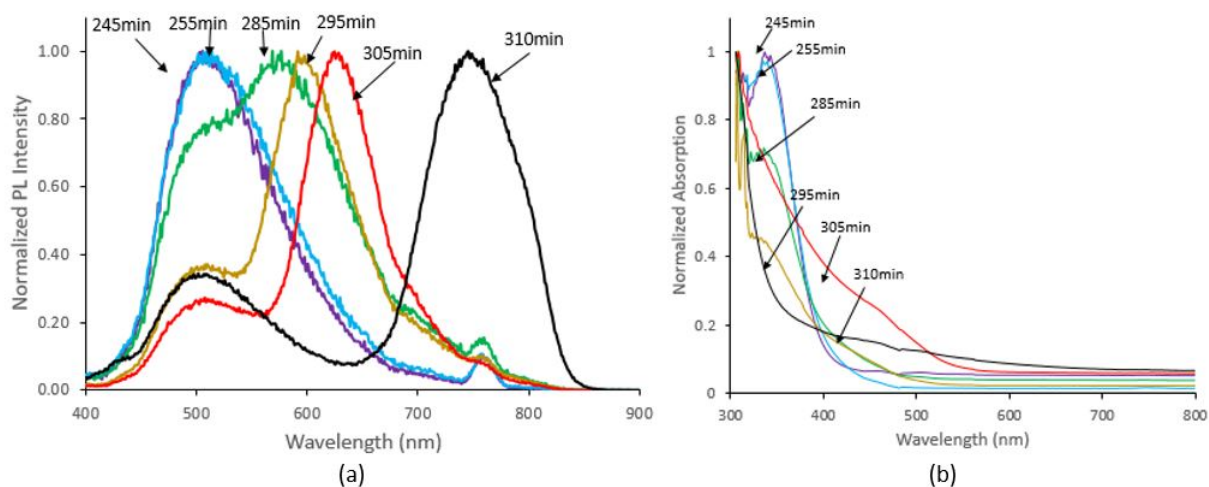 245min 255min 285min 295min 305min 310min
1.00
0.80
0.60
0.40
0.20
0.00
Normalized PL Intensity
400 500 600 700 800 900
Wavelength (nm)
(a)
245min
255min
285min
295min
305min
310min
1
0.8
0.6
0.4
0.2
0
Normalized Absorption
300 400 500 600 700 800
Wavelength (nm)
(b)